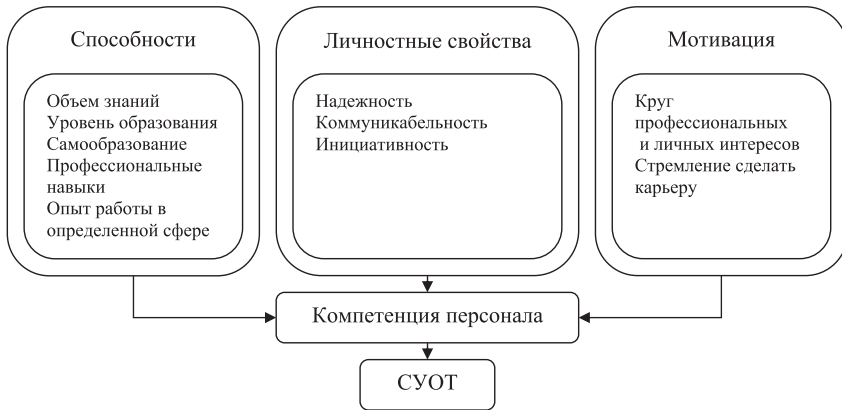 Способности
Объем знаний
Уровень образования
Самообразование
Профессиональные
навыки
Опыт работы в
определенной сфере
Личностные свойства
Надежность
Коммуникабельность
Инициативность
Мотивация
Круг
профессиональных
и личных интересов
Стремление сделать
карьеру
Компетенция персонала
СУОТ